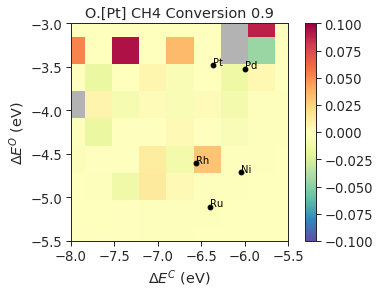 O.[Pt] CH4 Conversion 0.9
ΔE^O (eV)
−3.0
−3.5
−4.0
−4.5
−5.0
−5.5
Pt
Pd
Rh
Ni
Ru
−8.0 −7.5 −7.0 −6.5 −6.0 −5.5
ΔE^C (eV)
0.100
0.075
0.050
0.025
0.000
−0.025
−0.050
−0.075
−0.100